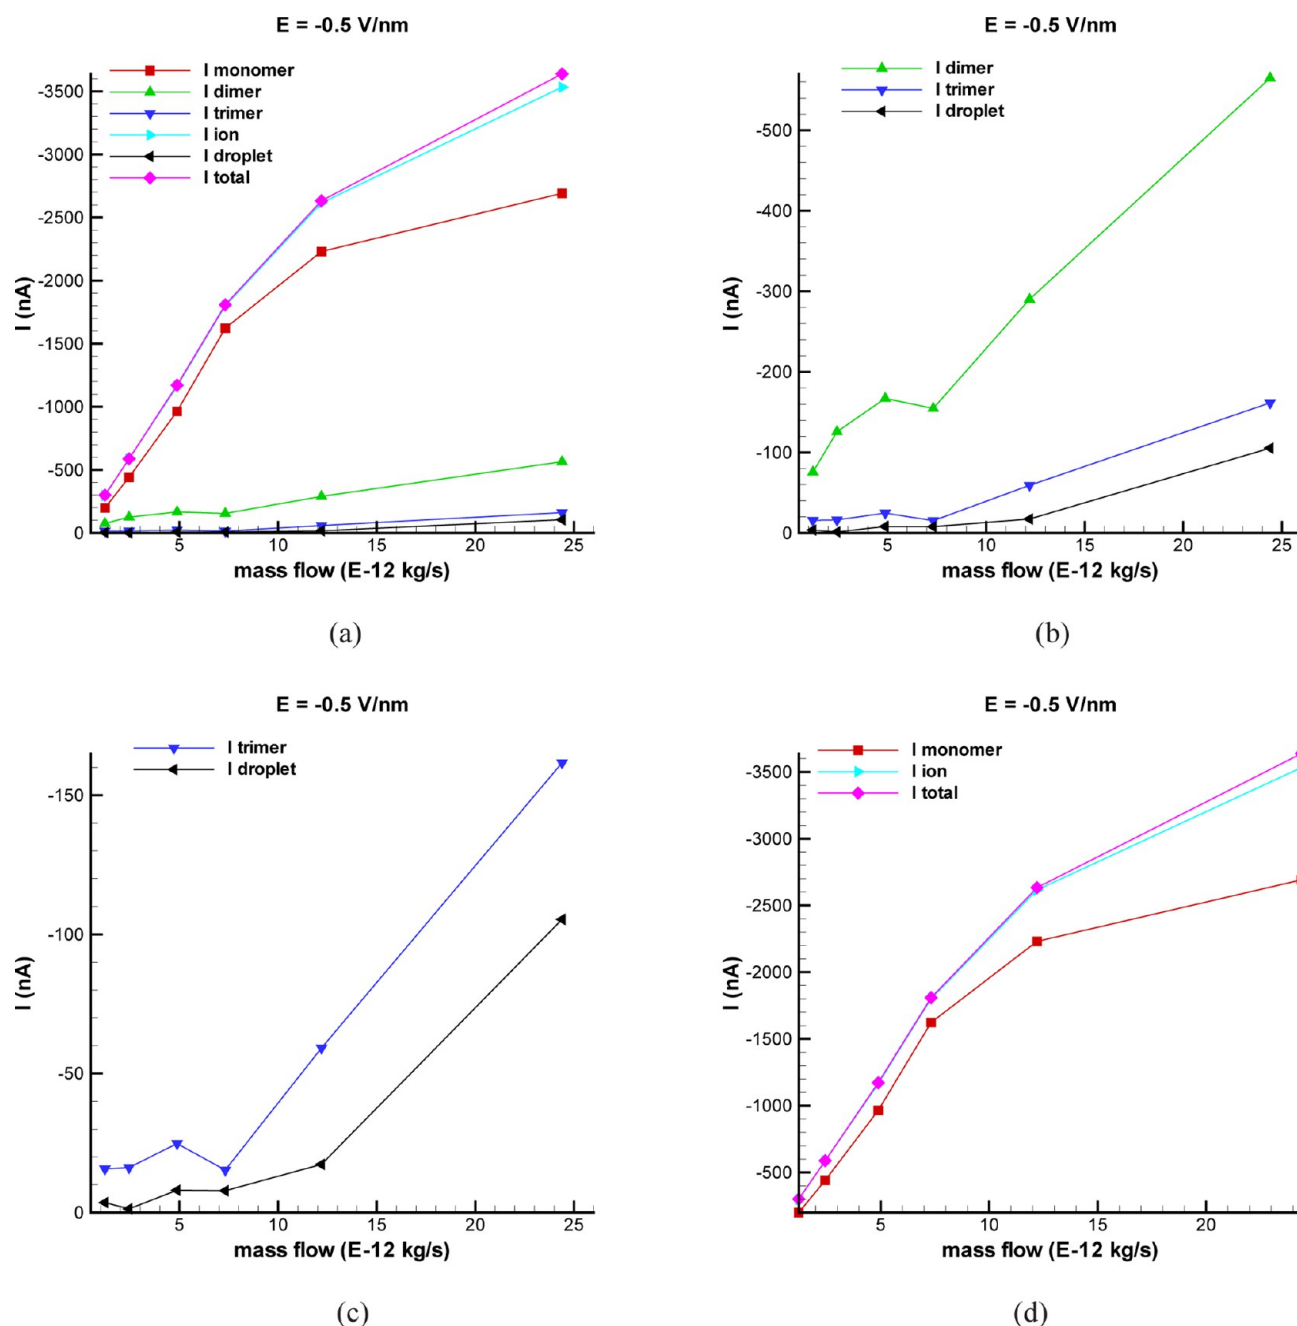 E = -0.5 V/nm
I monomer
I dimer
I trimer
I ion
I droplet
I total
-3500
-3000
-2500
-2000
-1500
-1000
-500
0
I (nA)
5 10 15 20 25
mass flow (E-12 kg/s)
(a)
E = -0.5 V/nm
I dimer
I trimer
I droplet
-500
-400
-300
-200
-100
0
I (nA)
5 10 15 20 25
mass flow (E-12 kg/s)
(b)
E = -0.5 V/nm
I trimer
I droplet
-150
-100
-50
0
I (nA)
5 10 15 20 25
mass flow (E-12 kg/s)
(c)
E = -0.5 V/nm
I monomer
I ion
I total
-3500
-3000
-2500
-2000
-1500
-1000
-500
I (nA)
5 10 15 20
mass flow (E-12 kg/s)
(d)